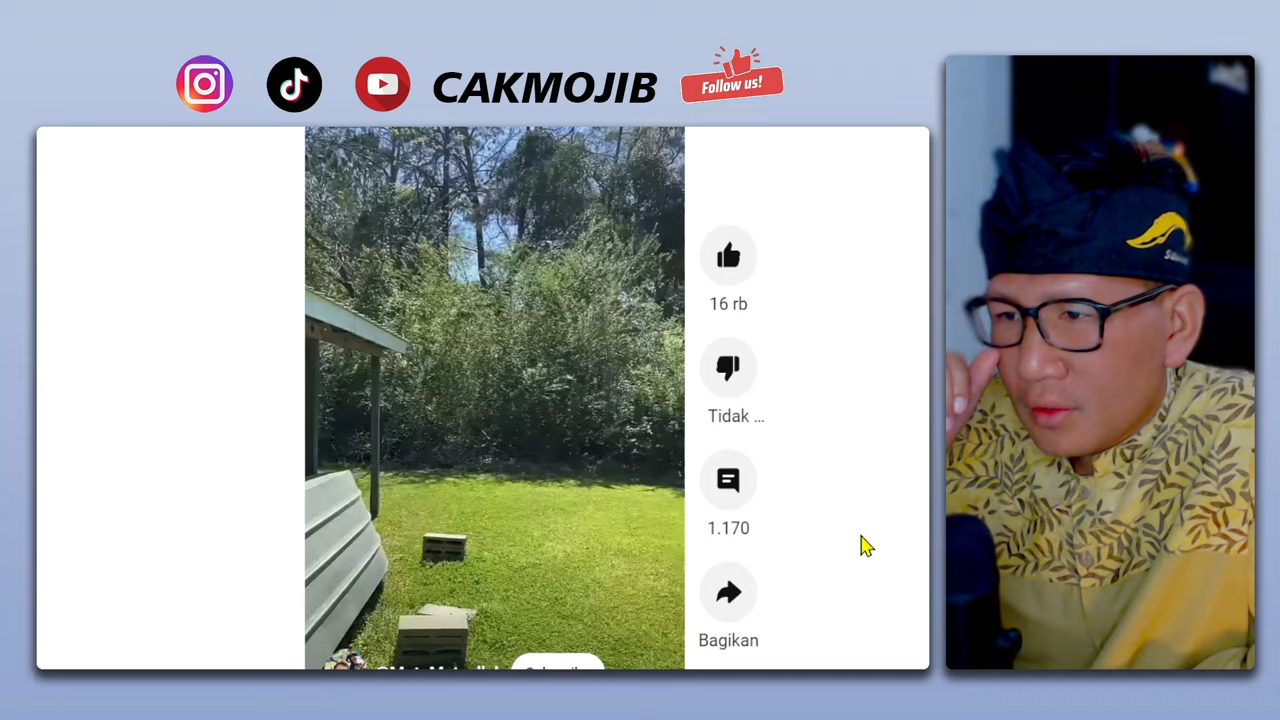 CAKMOJIB
Follow us!
16 rb
Tidak ...
1.170
Bagikan